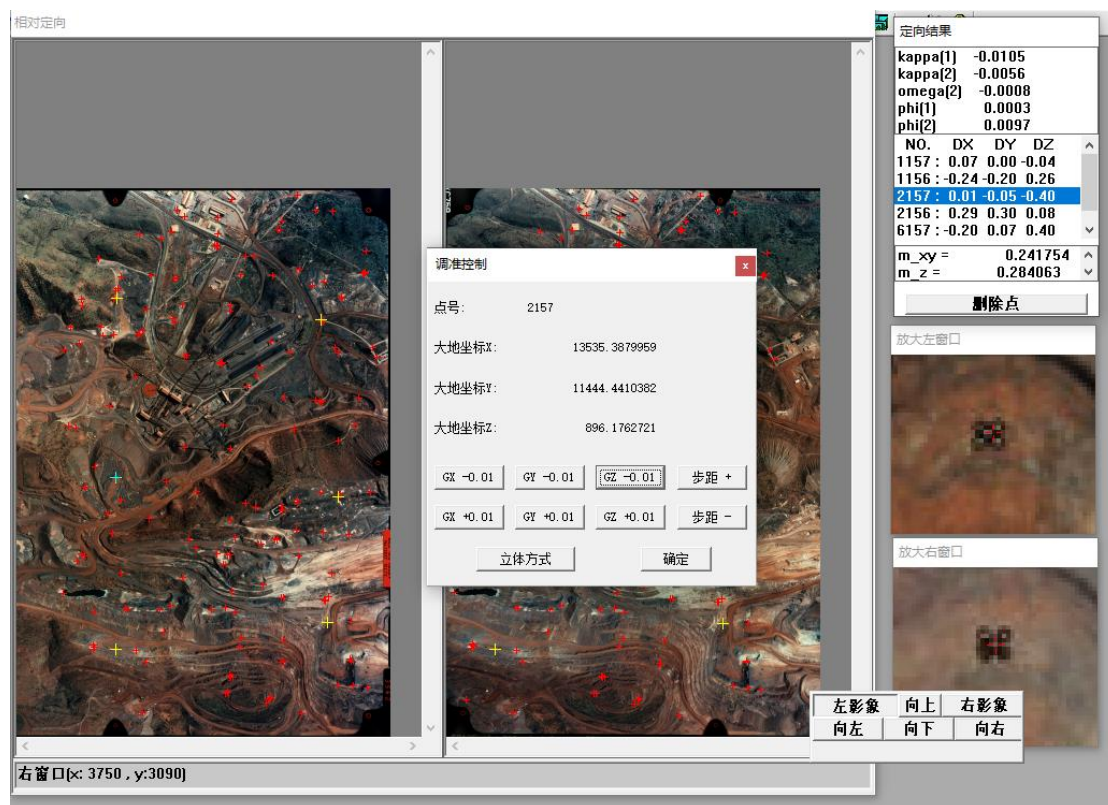 相对定向
定向结果
kappa(1) -0.0105
kappa(2) -0.0056
omega(2) -0.0008
phi(1) 0.0003
phi(2) 0.0097
NO. DX DY DZ
1157 : 0.07 0.00 -0.04
1156 : -0.24 -0.20 0.26
2157 : 0.01 -0.05 -0.40
2156 : 0.29 0.30 0.08
6157 : -0.20 0.07 0.40
m_xy = 0.241754
m_z = 0.284063
删除点
调准控制
x
点号: 2157
大地坐标X: 13535.3879959
大地坐标Y: 11444.4410382
大地坐标Z: 896.1762721
GX -0.01 GY -0.01 GZ -0.01 步距 +
GX +0.01 GY +0.01 GZ +0.01 步距 -
立体方式 确定
放大左窗口
放大右窗口
左影象 向上 右影象
向左 向下 向右
右窗口(x: 3750 , y:3090)